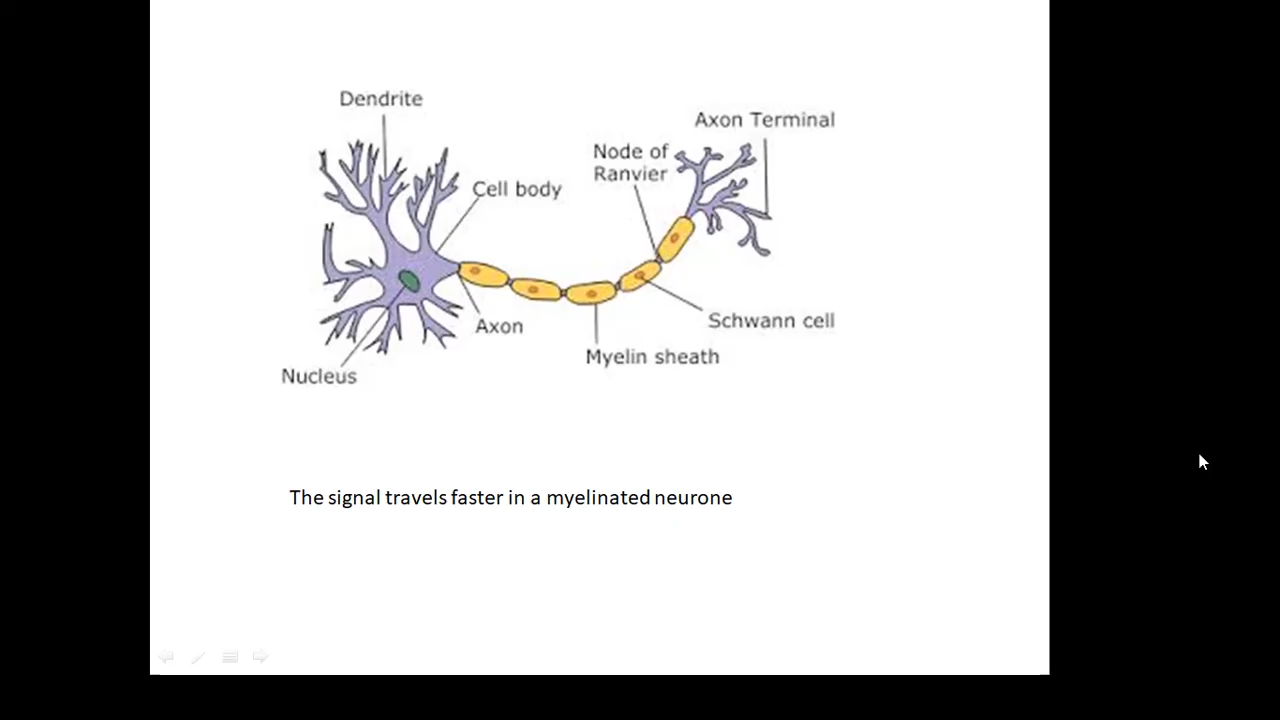 Dendrite
Axon Terminal
Node of
Ranvier
Cell body
Axon
Schwann cell
Myelin sheath
Nucleus
The signal travels faster in a myelinated neurone